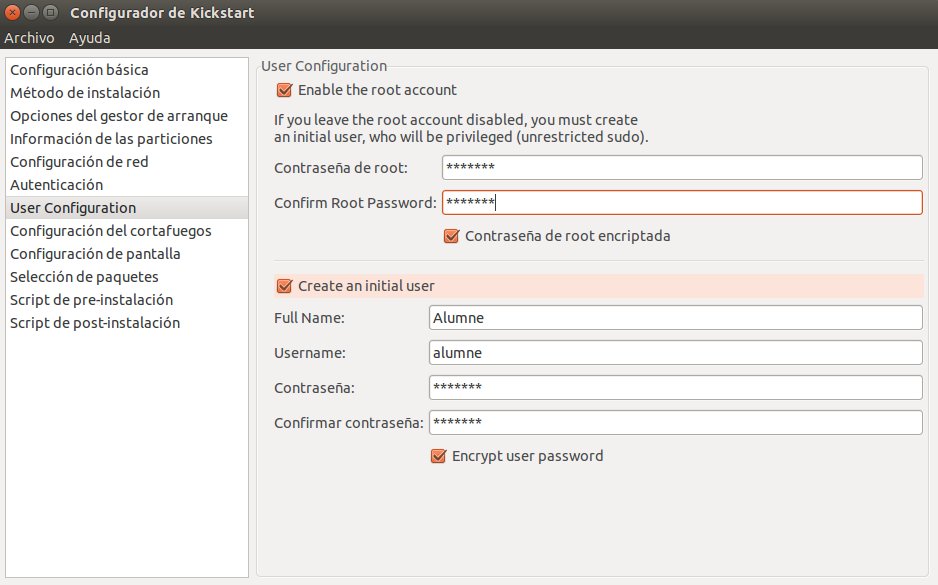 Configurador de Kickstart
Archivo Ayuda
Configuración básica
Método de instalación
Opciones del gestor de arranque
Información de las particiones
Configuración de red
Autenticación
User Configuration
Configuración del cortafuegos
Configuración de pantalla
Selección de paquetes
Script de pre-instalación
Script de post-instalación
User Configuration
Enable the root account
If you leave the root account disabled, you must create
an initial user, who will be privileged (unrestricted sudo).
Contraseña de root: *******
Confirm Root Password: *******
Contraseña de root encriptada
Create an initial user
Full Name: Alumne
Username: alumne
Contraseña: *******
Confirmar contraseña: *******
Encrypt user password